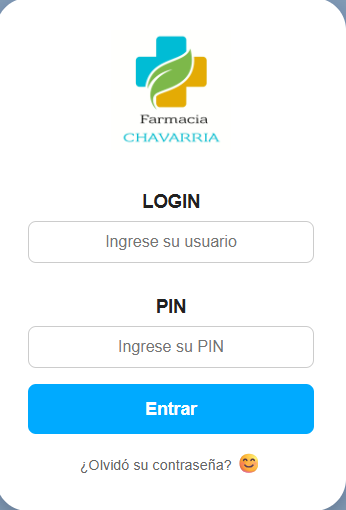 Farmacia
CHAVARRIA
LOGIN
Ingrese su usuario
PIN
Ingrese su PIN
Entrar
¿Olvidó su contraseña? 😊